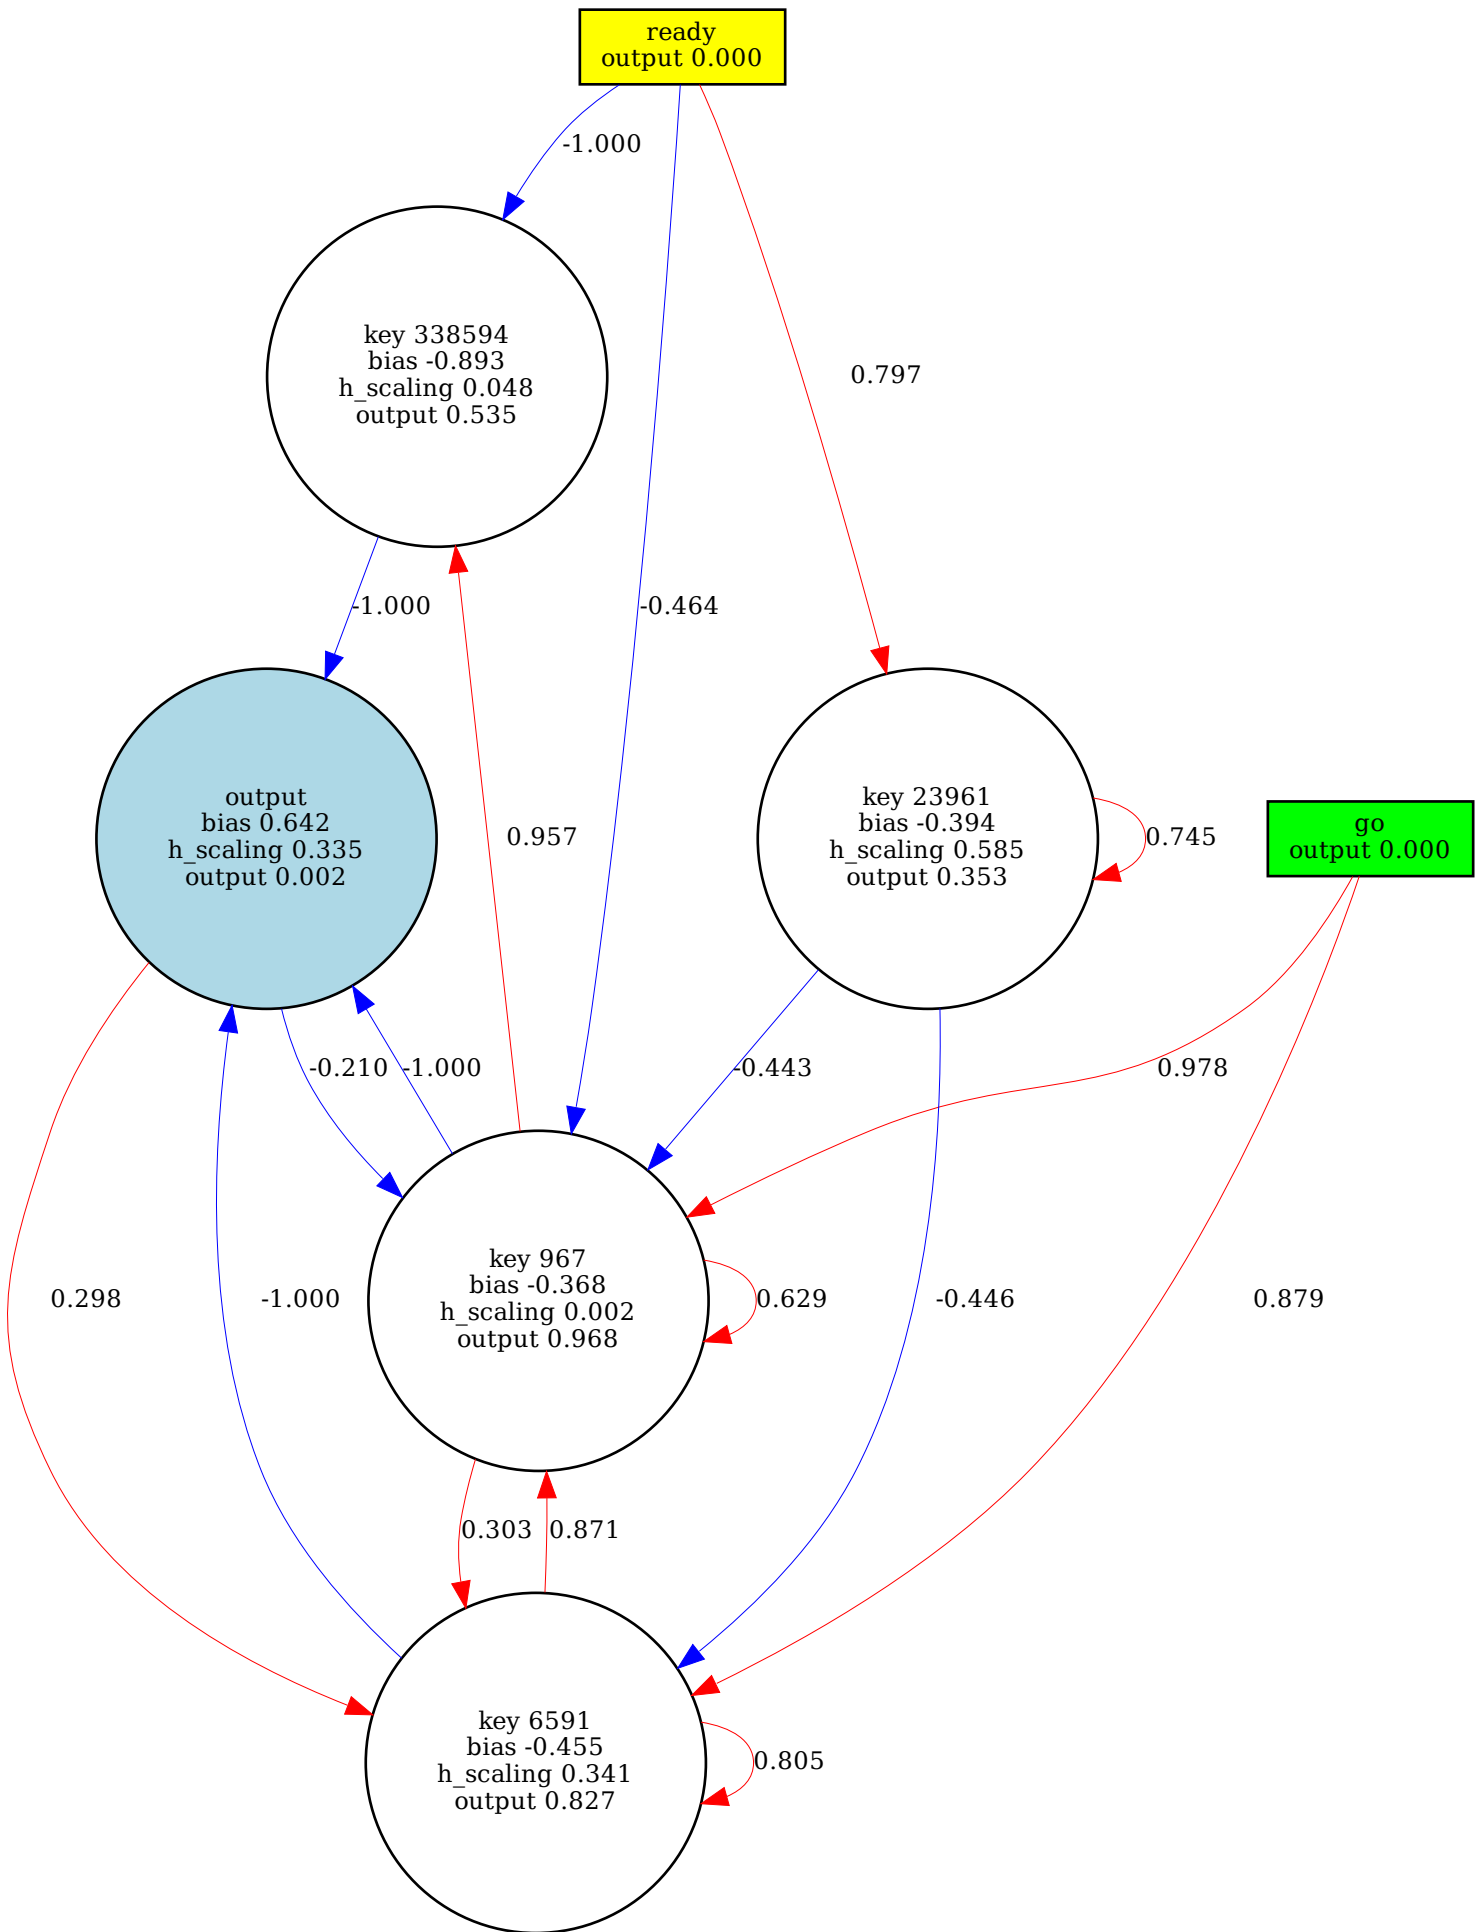 ready
output 0.000
-1.000
key 338594
bias -0.893
h_scaling 0.048
output 0.535
0.797
-1.000
-0.464
output
bias 0.642
h_scaling 0.335
output 0.002
0.957
key 23961
bias -0.394
h_scaling 0.585
output 0.353
0.745
go
output 0.000
-0.210
-1.000
-0.443
0.978
0.298
-1.000
key 967
bias -0.368
h_scaling 0.002
output 0.968
0.629
-0.446
0.879
0.303
0.871
key 6591
bias -0.455
h_scaling 0.341
output 0.827
0.805